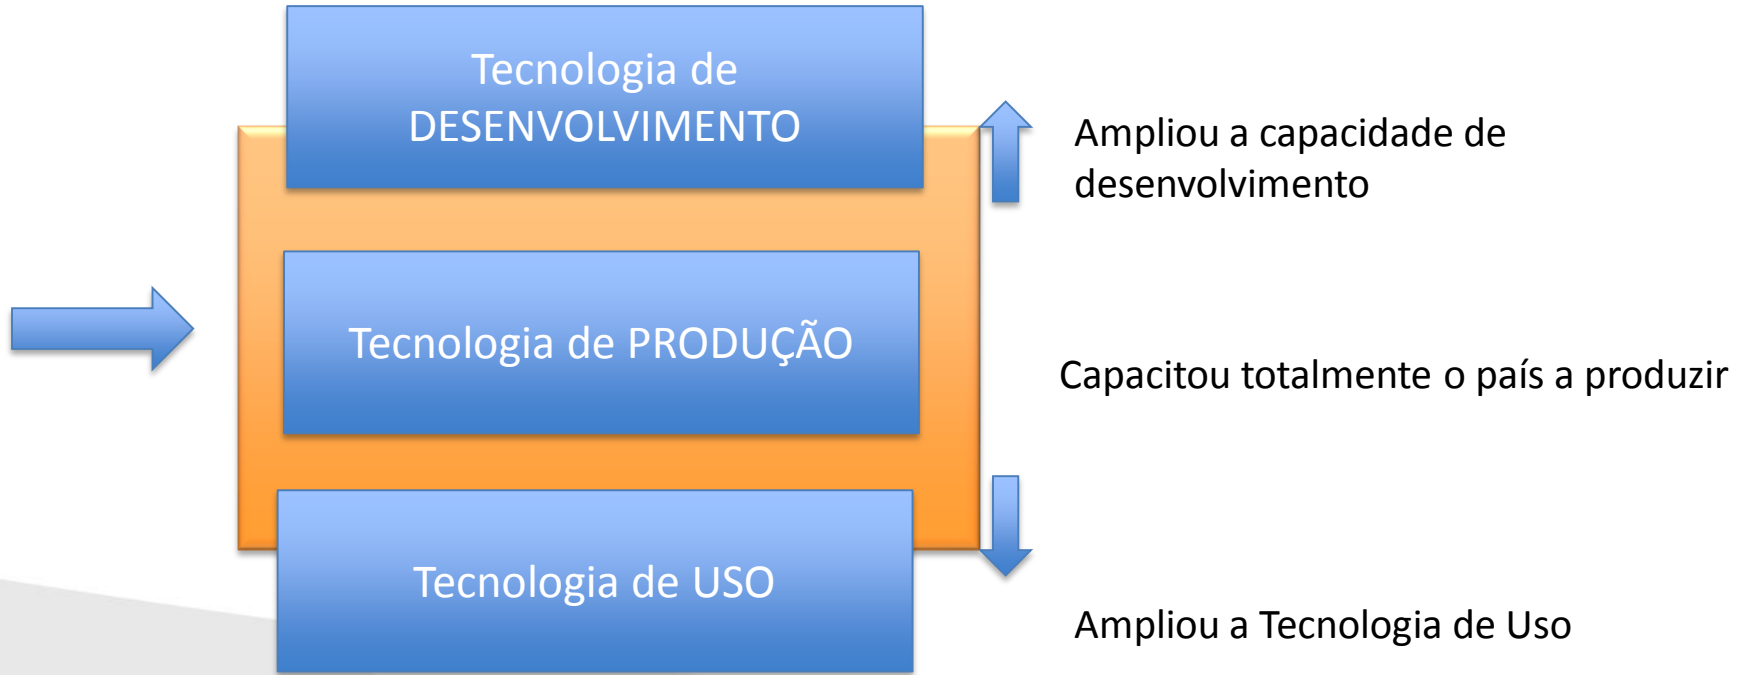 Tecnologia de
DESENVOLVIMENTO
Ampliou a capacidade de
desenvolvimento
Tecnologia de PRODUÇÃO
Capacitou totalmente o país a produzir
Tecnologia de USO
Ampliou a Tecnologia de Uso